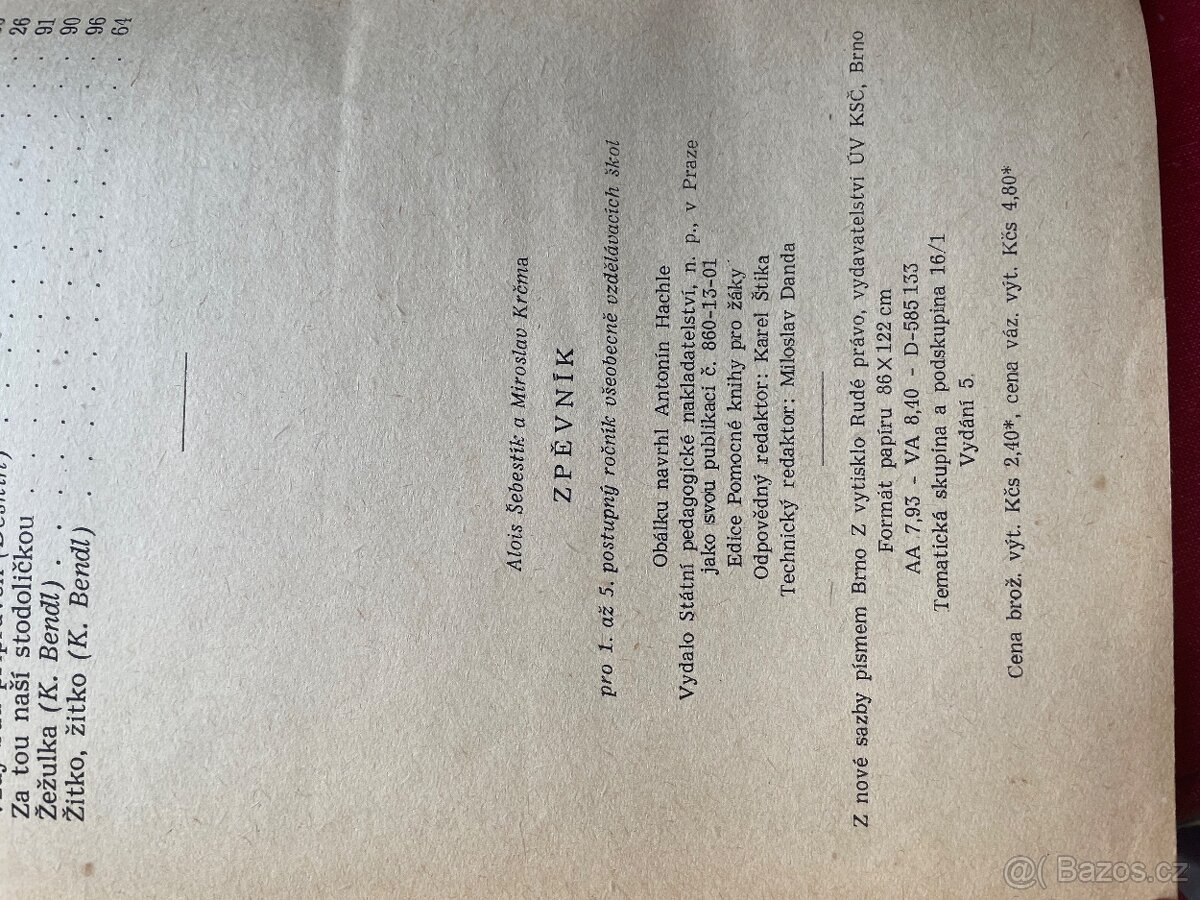 Za tou naší stodoličkou . . . . . . . . . 90
Žežulka (K. Bendl) . . . . . . . . . . 96
Žitko, žitko (K. Bendl) . . . . . . . . . 64
Alois Šebestík a Miroslav Krčma
ZPĚVNÍK
pro 1. až 5. postupný ročník všeobecně vzdělávacích škol
Obálku navrhl Antonín Hachle
Vydalo Státní pedagogické nakladatelství, n. p., v Praze
jako svou publikaci č. 860-13-01
Edice Pomocné knihy pro žáky
Odpovědný redaktor: Karel Štika
Technický redaktor: Miloslav Danda
Z nové sazby písmem Brno Z vytisklo Rudé právo, vydavatelství ÚV KSČ, Brno
Formát papíru 86 X 122 cm
AA 7,93 - VA 8,40 - D-585 133
Tematická skupina a podskupina 16/1
Vydání 5.
Cena brož. výt. Kčs 2,40*, cena váz. výt. Kčs 4,80*
@( Bazos.cz